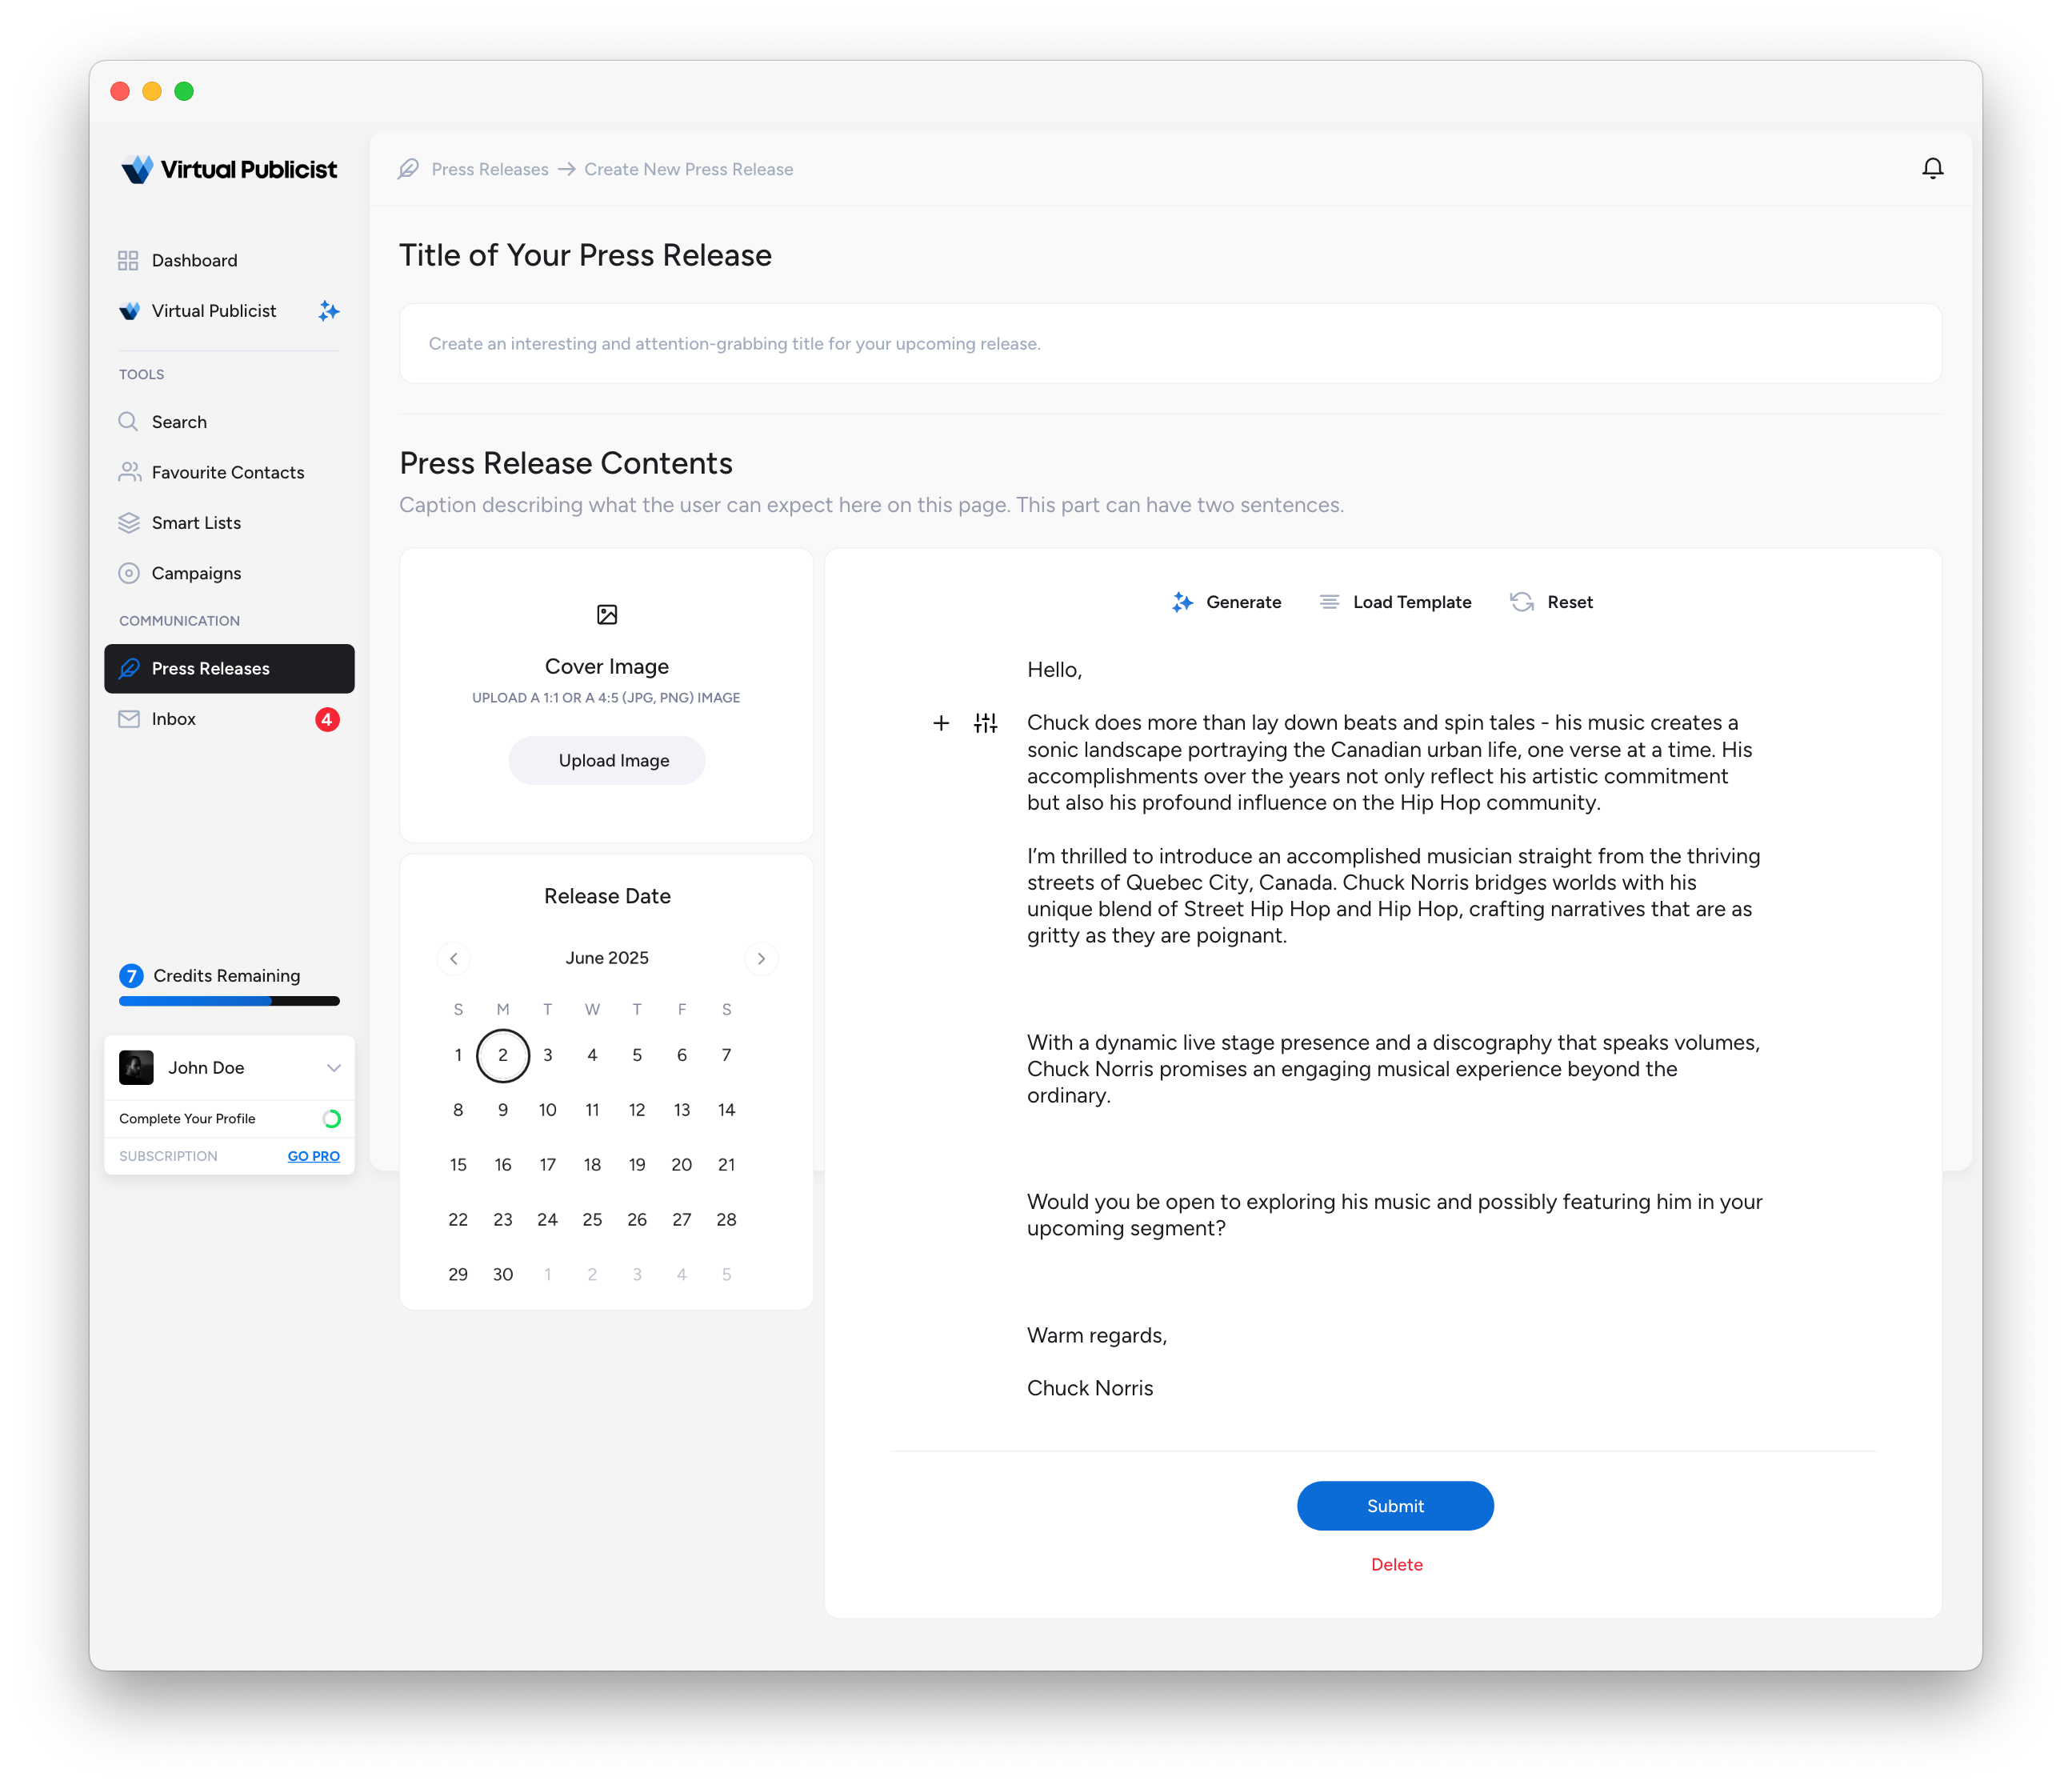 Virtual Publicist
Dashboard
Virtual Publicist
TOOLS
Search
Favourite Contacts
Smart Lists
Campaigns
COMMUNICATION
Press Releases
Inbox 4
7 Credits Remaining
John Doe
Complete Your Profile
SUBSCRIPTION GO PRO
Press Releases → Create New Press Release
Title of Your Press Release
Create an interesting and attention-grabbing title for your upcoming release.
Press Release Contents
Caption describing what the user can expect here on this page. This part can have two sentences.
Cover Image
UPLOAD A 1:1 OR A 4:5 (JPG, PNG) IMAGE
Upload Image
Release Date
June 2025
S M T W T F S
1 2 3 4 5 6 7
8 9 10 11 12 13 14
15 16 17 18 19 20 21
22 23 24 25 26 27 28
29 30 1 2 3 4 5
Generate Load Template Reset
Hello,
Chuck does more than lay down beats and spin tales - his music creates a
sonic landscape portraying the Canadian urban life, one verse at a time. His
accomplishments over the years not only reflect his artistic commitment
but also his profound influence on the Hip Hop community.
I’m thrilled to introduce an accomplished musician straight from the thriving
streets of Quebec City, Canada. Chuck Norris bridges worlds with his
unique blend of Street Hip Hop and Hip Hop, crafting narratives that are as
gritty as they are poignant.
With a dynamic live stage presence and a discography that speaks volumes,
Chuck Norris promises an engaging musical experience beyond the
ordinary.
Would you be open to exploring his music and possibly featuring him in your
upcoming segment?
Warm regards,
Chuck Norris
Submit
Delete